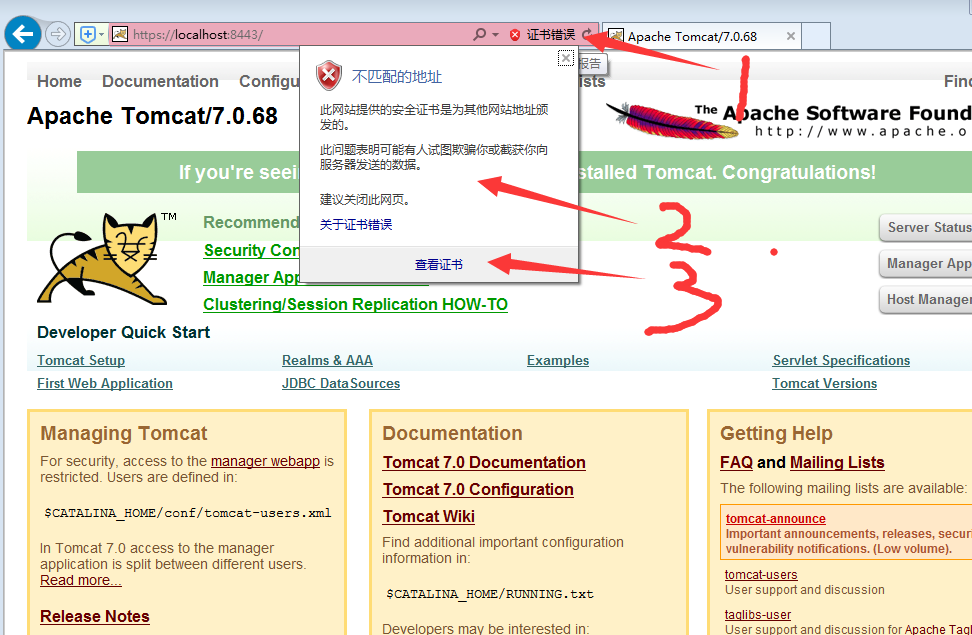 https://localhost:8443/
证书错误
Apache Tomcat/7.0.68
1
报告
不匹配的地址
此网站提供的安全证书是为其他网站地址颁
发的。
此问题表明可能有人试图欺骗你或截获你向
服务器发送的数据。
建议关闭此网页。
关于证书错误
查看证书
2
3
Home Documentation Configu
ists
Find
Apache Tomcat/7.0.68
The Apache Software Found
http://www.apache.o
If you're seei
stalled Tomcat. Congratulations!
TM
Recommend
Security Con
Manager App
Clustering/Session Replication HOW-TO
Server Status
Manager App
Host Manager
Developer Quick Start
Tomcat Setup
Realms & AAA
Examples
Servlet Specifications
First Web Application
JDBC DataSources
Tomcat Versions
Managing Tomcat
For security, access to the manager webapp is
restricted. Users are defined in:
$CATALINA_HOME/conf/tomcat-users.xml
In Tomcat 7.0 access to the manager
application is split between different users.
Read more...
Release Notes
Documentation
Tomcat 7.0 Documentation
Tomcat 7.0 Configuration
Tomcat Wiki
Find additional important configuration
information in:
$CATALINA_HOME/RUNNING.txt
Developers may be interested in:
Getting Help
FAQ and Mailing Lists
The following mailing lists are available:
tomcat-announce
Important announcements, releases, securi
vulnerability notifications. (Low volume).
tomcat-users
User support and discussion
taglibs-user
User support and discussion for Apache Tagl